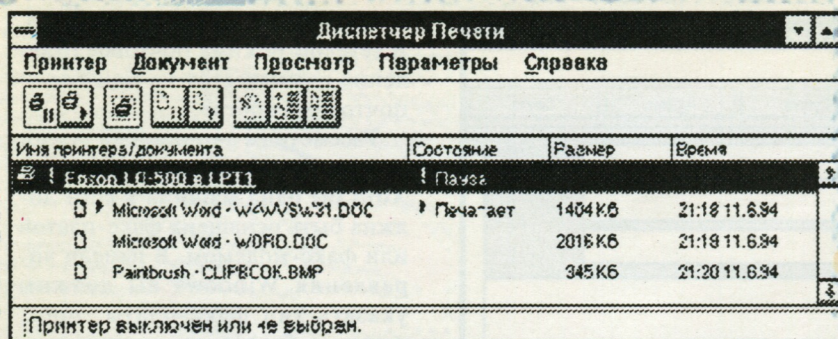 Диспетчер Печати
Принтер Документ Просмотр Параметры Справка
Имя принтера/документа Состояние Размер Время
Epson LQ-500 в LPT1 Пауза
Microsoft Word - Печатает 1404 Кб 21:18 11.6.94
Microsoft Word - WORD.DOC 2016 Кб 21:19 11.6.94
Paintbrush - CLIPBOOK.BMP 345 Кб 21:20 11.6.94
Принтер выключен или не выбран.